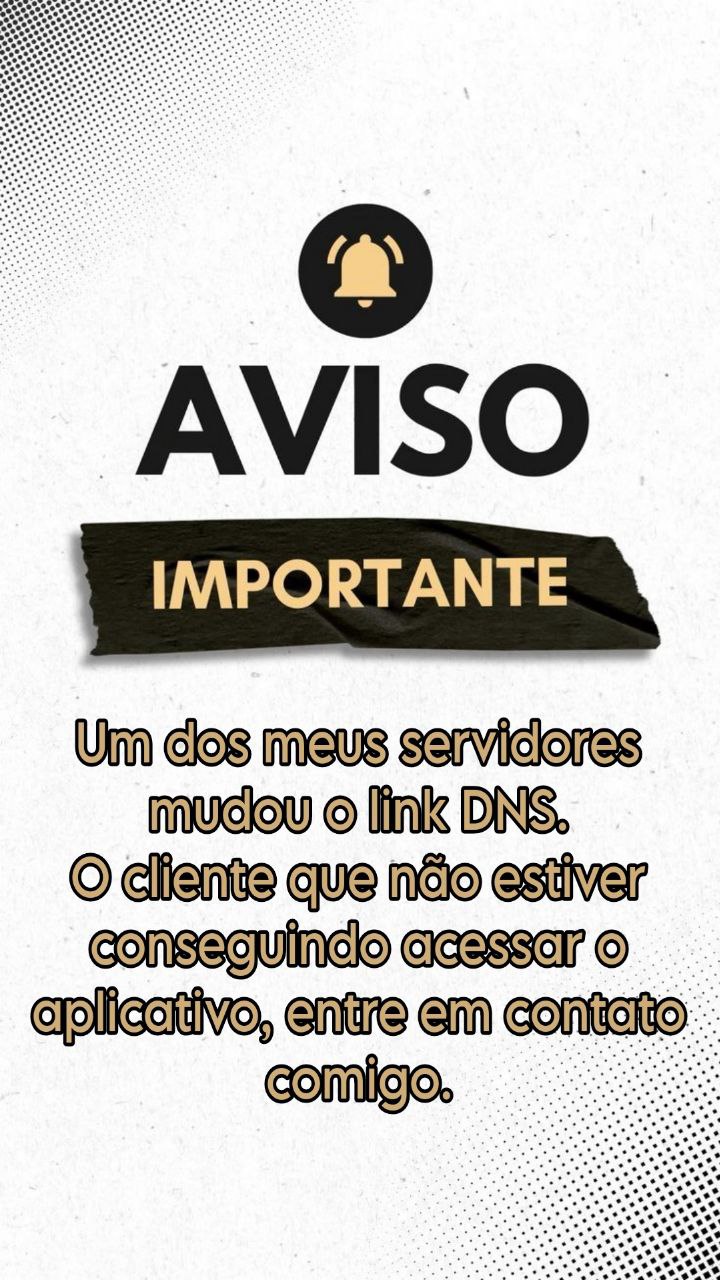 AVISO
IMPORTANTE
Um dos meus servidores
mudou o link DNS.
O cliente que não estiver
conseguindo acessar o
aplicativo, entre em contato
comigo.